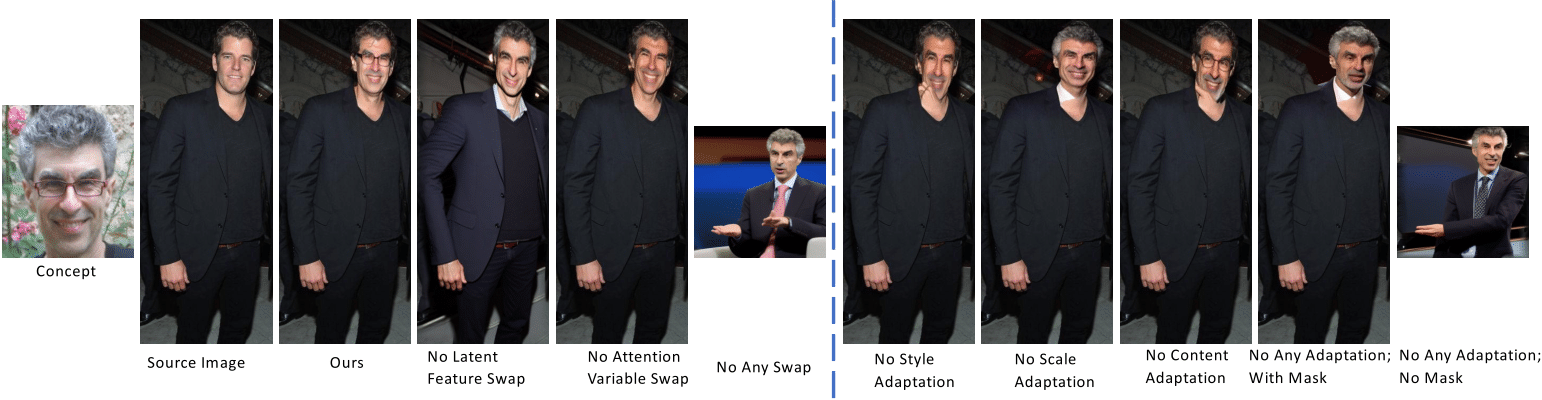 Concept
Source Image
Ours
No Latent
Feature Swap
No Attention
Variable Swap
No Any Swap
No Style
Adaptation
No Scale
Adaptation
No Content
Adaptation
No Any Adaptation;
With Mask
No Any Adaptation;
No Mask